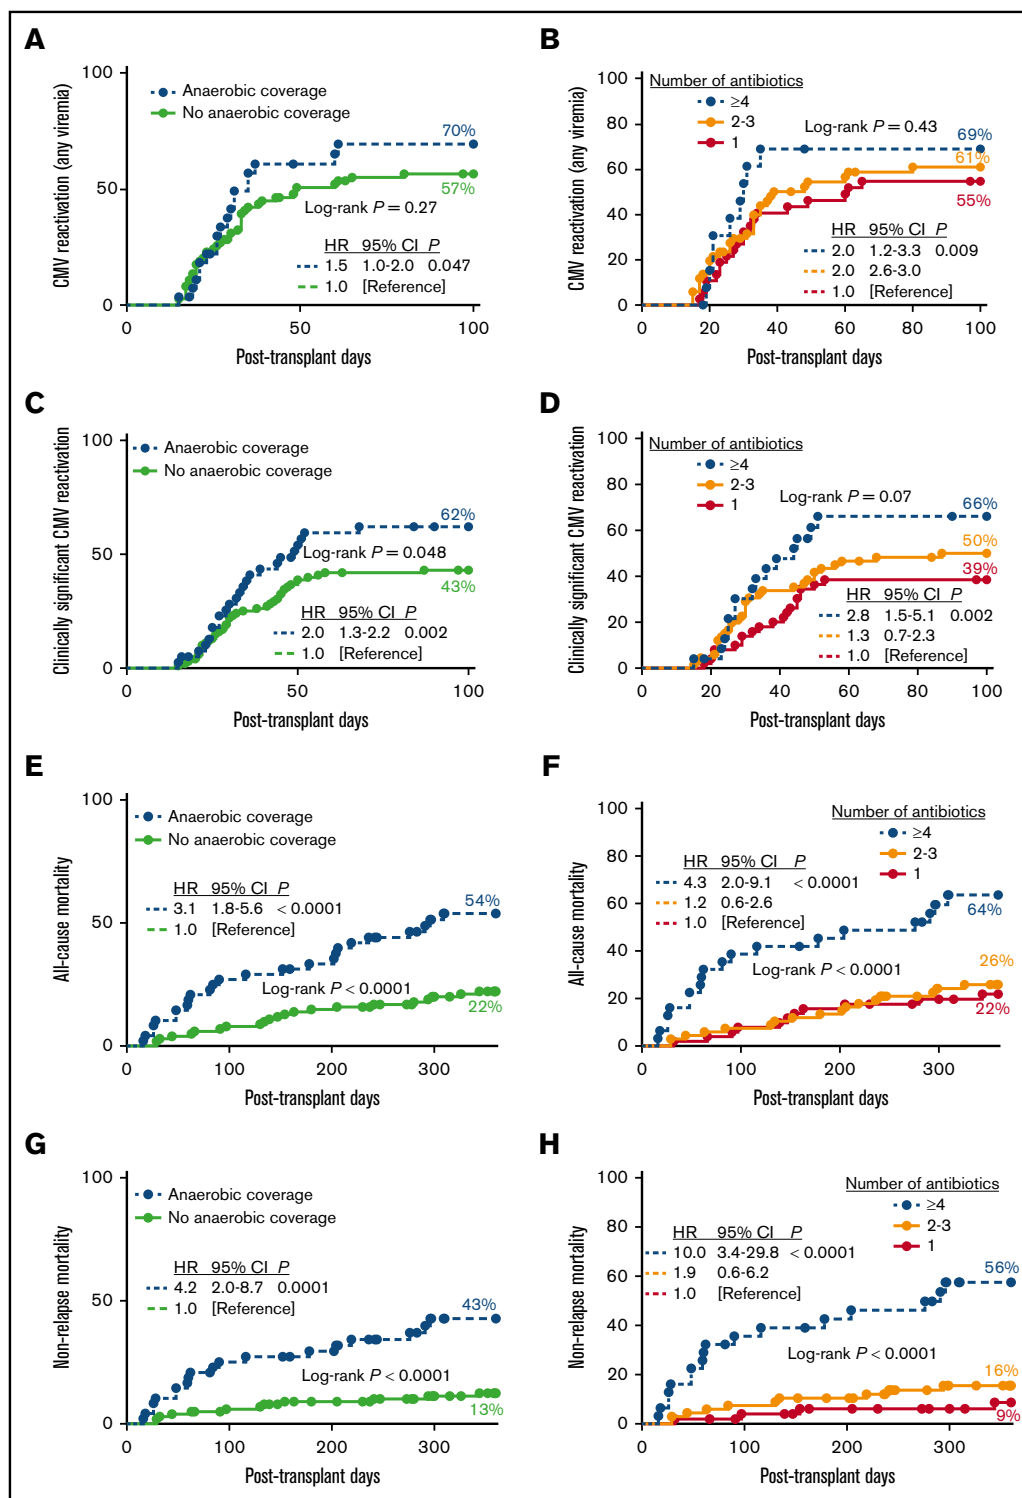 A
CMV reactivation (any viremia)
100
50
0
Anaerobic coverage
No anaerobic coverage
70%
57%
Log-rank P = 0.27
HR 95% CI P
1.5 1.0-2.0 0.047
1.0 [Reference]
0 50 100
Post-transplant days
B
CMV reactivation (any viremia)
100
80
60
40
20
0
Number of antibiotics
≥4
2-3
1
Log-rank P = 0.43
69%
61%
55%
HR 95% CI P
2.0 1.2-3.3 0.009
2.0 2.6-3.0
1.0 [Reference]
0 20 40 60 80 100
Post-transplant days
C
Clinically significant CMV reactivation
100
50
0
Anaerobic coverage
No anaerobic coverage
62%
Log-rank P = 0.048
43%
HR 95% CI P
2.0 1.3-2.2 0.002
1.0 [Reference]
0 50 100
Post-transplant days
D
Clinically significant CMV reactivation
100
80
60
40
20
0
Number of antibiotics
≥4
2-3
1
Log-rank P = 0.07
66%
50%
39%
HR 95% CI P
2.8 1.5-5.1 0.002
1.3 0.7-2.3
1.0 [Reference]
0 20 40 60 80 100
Post-transplant days
E
All-cause mortality
100
50
0
Anaerobic coverage
No anaerobic coverage
HR 95% CI P
3.1 1.8-5.6 < 0.0001
1.0 [Reference]
54%
Log-rank P < 0.0001
22%
0 100 200 300
Post-transplant days
F
All-cause mortality
100
80
60
40
20
0
Number of antibiotics
≥4
2-3
1
HR 95% CI P
4.3 2.0-9.1 < 0.0001
1.2 0.6-2.6
1.0 [Reference]
64%
Log-rank P < 0.0001
26%
22%
0 100 200 300
Post-transplant days
G
Non-relapse mortality
100
50
0
Anaerobic coverage
No anaerobic coverage
HR 95% CI P
4.2 2.0-8.7 0.0001
1.0 [Reference]
43%
Log-rank P < 0.0001
13%
0 100 200 300
Post-transplant days
H
Non-relapse mortality
100
80
60
40
20
0
Number of antibiotics
≥4
2-3
1
HR 95% CI P
10.0 3.4-29.8 < 0.0001
1.9 0.6-6.2
1.0 [Reference]
56%
Log-rank P < 0.0001
16%
9%
0 100 200 300
Post-transplant days